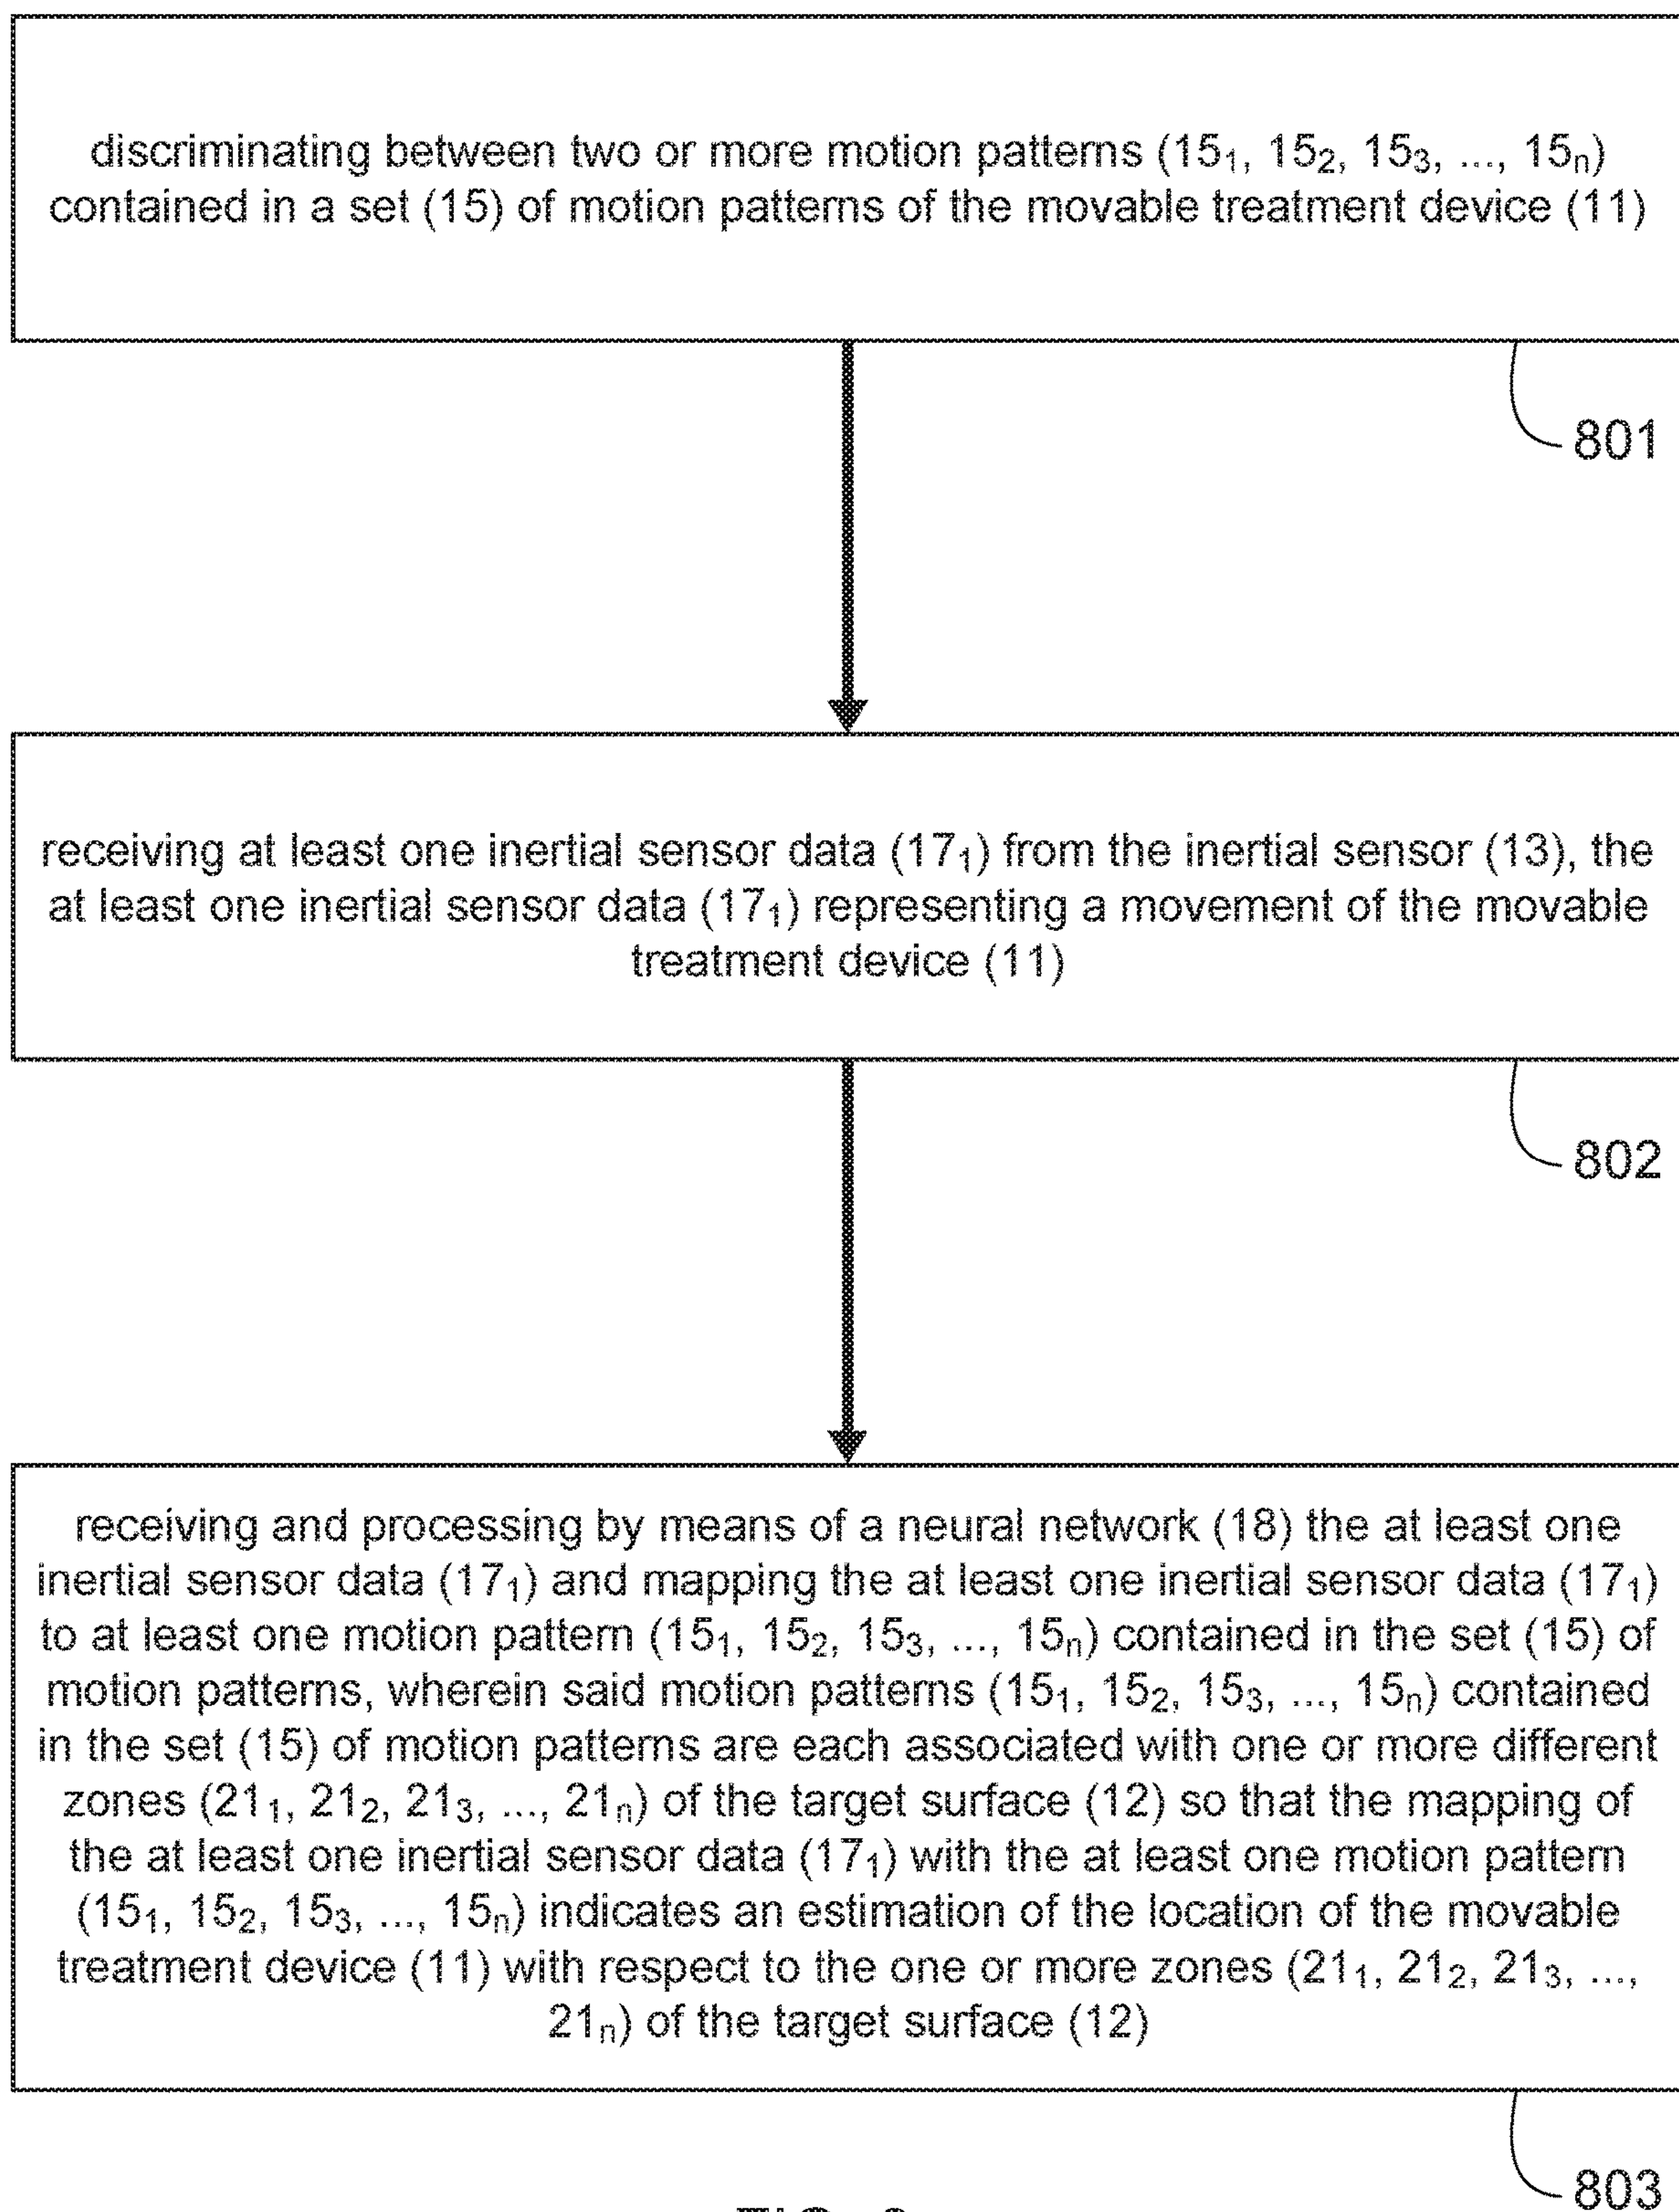 discriminating between two or more motion patterns (15₁, 15₂, 15₃, ..., 15ₙ)
contained in a set (15) of motion patterns of the movable treatment device (11)
801
receiving at least one inertial sensor data (17₁) from the inertial sensor (13), the
at least one inertial sensor data (17₁) representing a movement of the movable
treatment device (11)
802
receiving and processing by means of a neural network (18) the at least one
inertial sensor data (17₁) and mapping the at least one inertial sensor data (17₁)
to at least one motion pattern (15₁, 15₂, 15₃, ..., 15ₙ) contained in the set (15) of
motion patterns, wherein said motion patterns (15₁, 15₂, 15₃, ..., 15ₙ) contained
in the set (15) of motion patterns are each associated with one or more different
zones (21₁, 21₂, 21₃, ..., 21ₙ) of the target surface (12) so that the mapping of
the at least one inertial sensor data (17₁) with the at least one motion pattern
(15₁, 15₂, 15₃, ..., 15ₙ) indicates an estimation of the location of the movable
treatment device (11) with respect to the one or more zones (21₁, 21₂, 21₃, ...,
21ₙ) of the target surface (12)
803